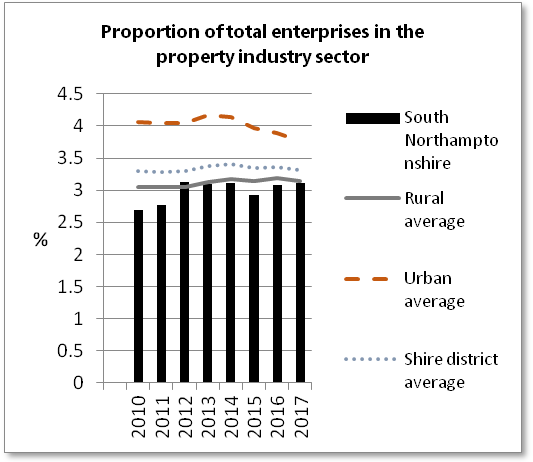 Proportion of total enterprises in the
property industry sector
4.5
4
3.5
3
2.5
2
1.5
1
0.5
0
%
2010
2011
2012
2013
2014
2015
2016
2017
South
Northampto
nshire
Rural
average
Urban
average
Shire district
average